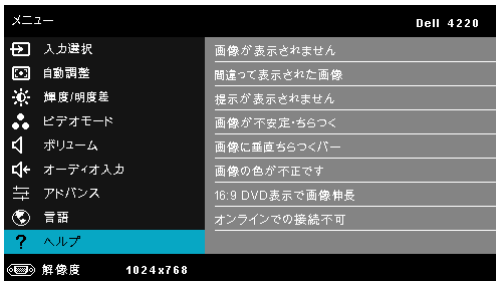 メニュー
Dell 4220
入力選択
自動調整
輝度/明度差
ビデオモード
ボリューム
オーディオ入力
アドバンス
言語
? ヘルプ
画像が表示されません
間違って表示された画像
提示が表示されません
画像が不安定・ちらつく
画像に垂直ちらつくバー
画像の色が不正です
16:9 DVD表示で画像伸長
オンラインでの接続不可
解像度 1024x768